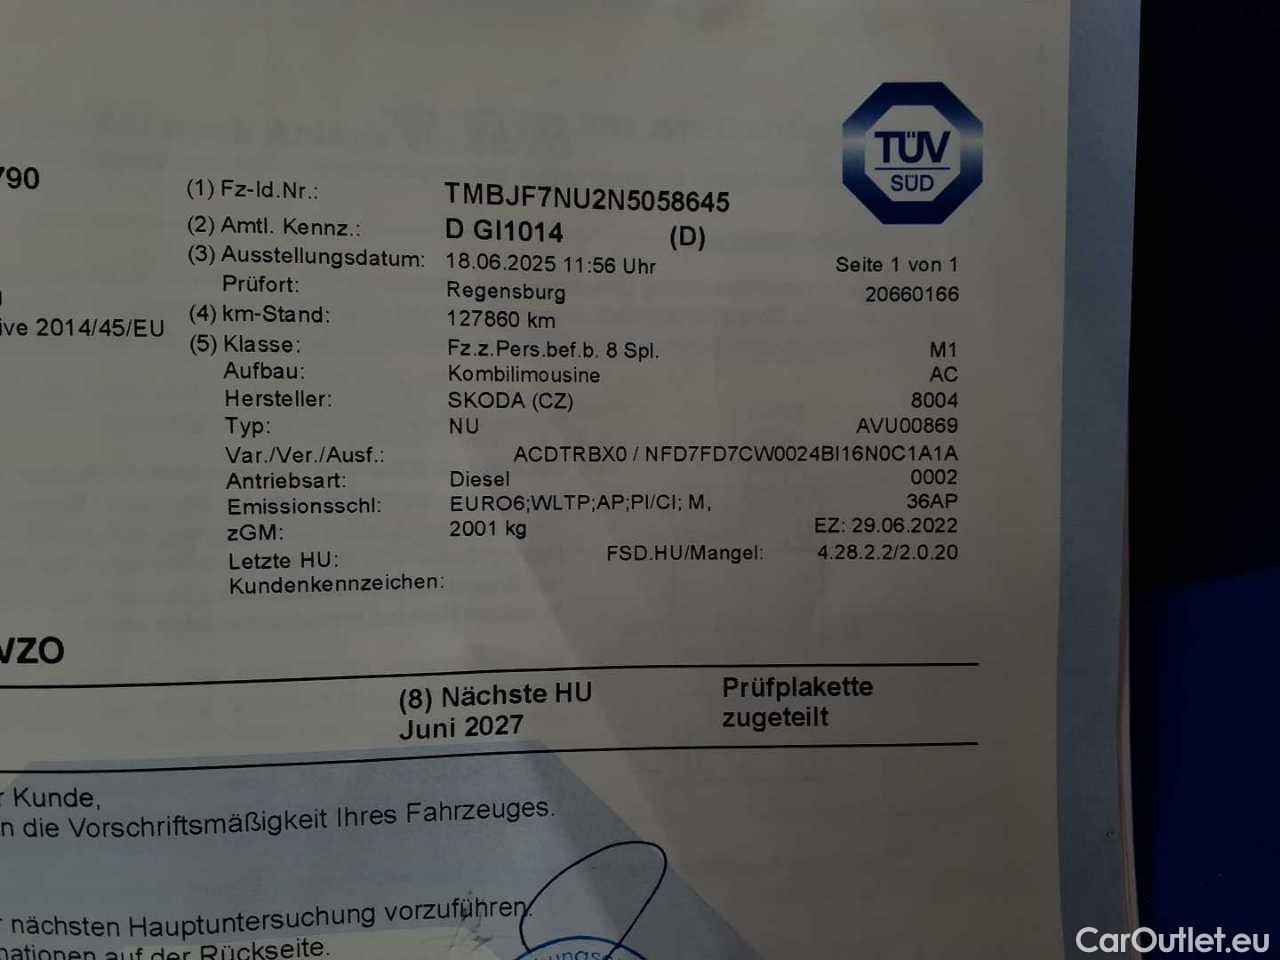 TÜV
SÜD
790
(1) Fz-Id.Nr.: TMBJF7NU2N5058645
(2) Amtl. Kennz.: D GI1014 (D)
(3) Ausstellungsdatum: 18.06.2025 11:56 Uhr Seite 1 von 1
Prüfort: Regensburg 20660166
(4) km-Stand: 127860 km
ive 2014/45/EU
(5) Klasse: Fz.z.Pers.bef.b. 8 Spl. M1
Aufbau: Kombilimousine AC
Hersteller: SKODA (CZ) 8004
Typ: NU AVU00869
Var./Ver./Ausf.: ACDTRBX0 / NFD7FD7CW0024BI16N0C1A1A
Antriebsart: Diesel 0002
Emissionsschl: EURO6;WLTP;AP;PI/CI; M, 36AP
zGM: 2001 kg EZ: 29.06.2022
Letzte HU: FSD.HU/Mangel: 4.28.2.2/2.0.20
Kundenkennzeichen:
VZO
(8) Nächste HU Prüfplakette
Juni 2027 zugeteilt
r Kunde,
n die Vorschriftsmäßigkeit Ihres Fahrzeuges.
r nächsten Hauptuntersuchung vorzuführen.
mationen auf der Rückseite.
CarOutlet.eu